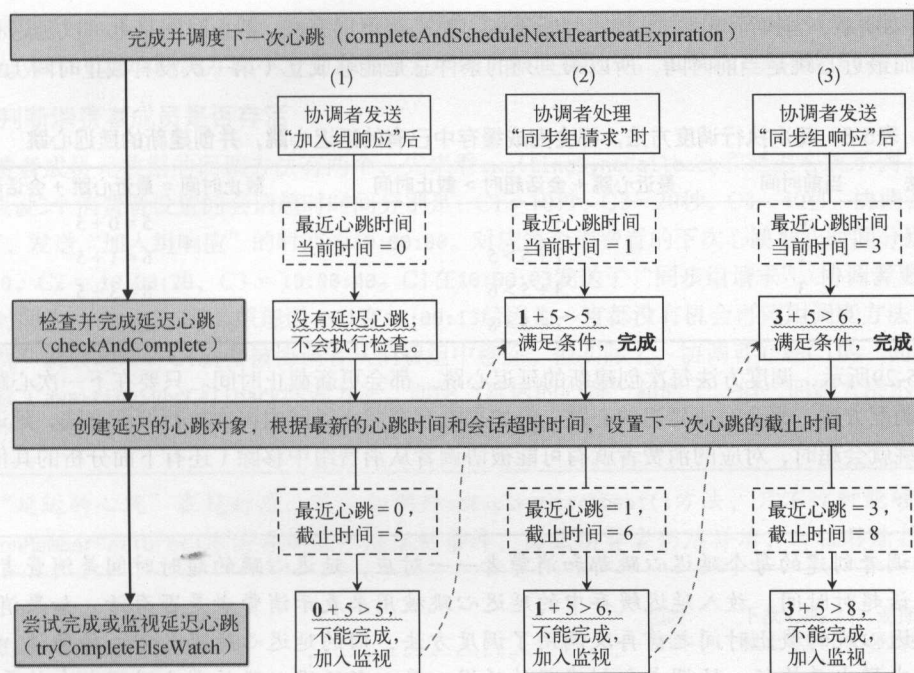 完成并调度下一次心跳（completeAndScheduleNextHeartbeatExpiration）
(1)
(2)
(3)
协调者发送
“加入组响应”后
协调者处理
“同步组请求”时
协调者发送
“同步组响应”后
最近心跳时间
当前时间 = 0
最近心跳时间
当前时间 = 1
最近心跳时间
当前时间 = 3
检查并完成延迟心跳
（checkAndComplete）
没有延迟心跳，
不会执行检查。
1 + 5 > 5，
满足条件，完成
3 + 5 > 6，
满足条件，完成
创建延迟的心跳对象，根据最新的心跳时间和会话超时时间，设置下一次心跳的截止时间
最近心跳 = 0，
截止时间 = 5
最近心跳 = 1，
截止时间 = 6
最近心跳 = 3，
截止时间 = 8
尝试完成或监视延迟心跳
（tryCompleteElseWatch）
0 + 5 > 5，
不能完成，
加入监视
1 + 5 > 6，
不能完成，
加入监视
3 + 5 > 8，
不能完成，
加入监视